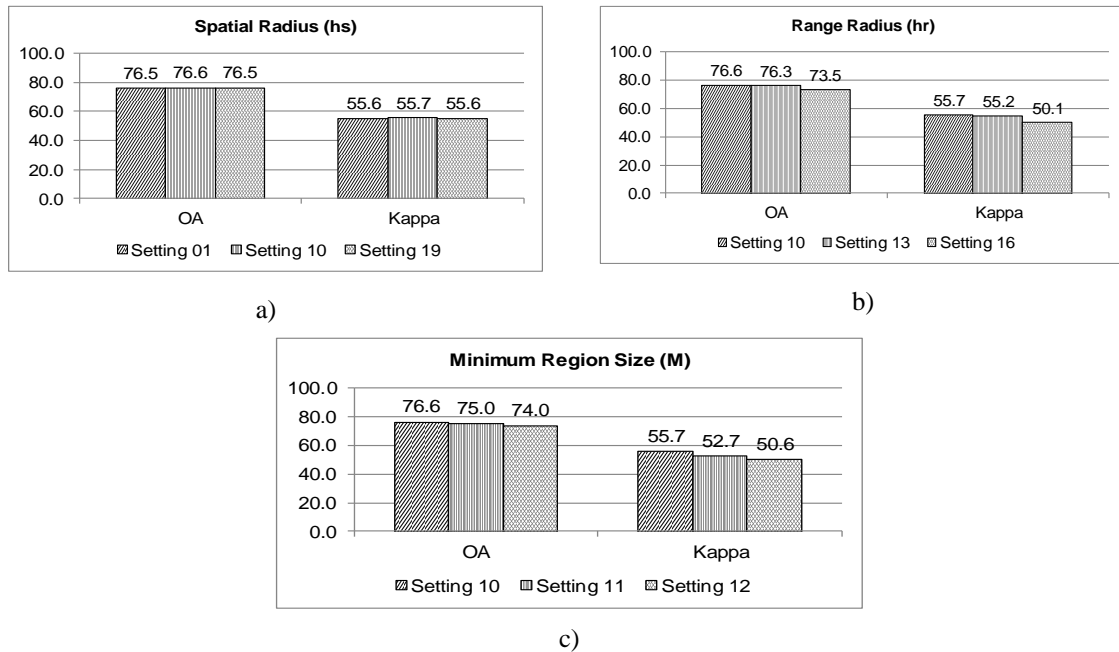 Spatial Radius (hs)
100.0
80.0
60.0
40.0
20.0
0.0
76.5 76.6 76.5
55.6 55.7 55.6
OA Kappa
Setting 01 Setting 10 Setting 19
a)
Range Radius (hr)
100.0
80.0
60.0
40.0
20.0
0.0
76.6 76.3 73.5
55.7 55.2 50.1
OA Kappa
Setting 10 Setting 13 Setting 16
b)
Minimum Region Size (M)
100.0
80.0
60.0
40.0
20.0
0.0
76.6 75.0 74.0
55.7 52.7 50.6
OA Kappa
Setting 10 Setting 11 Setting 12
c)